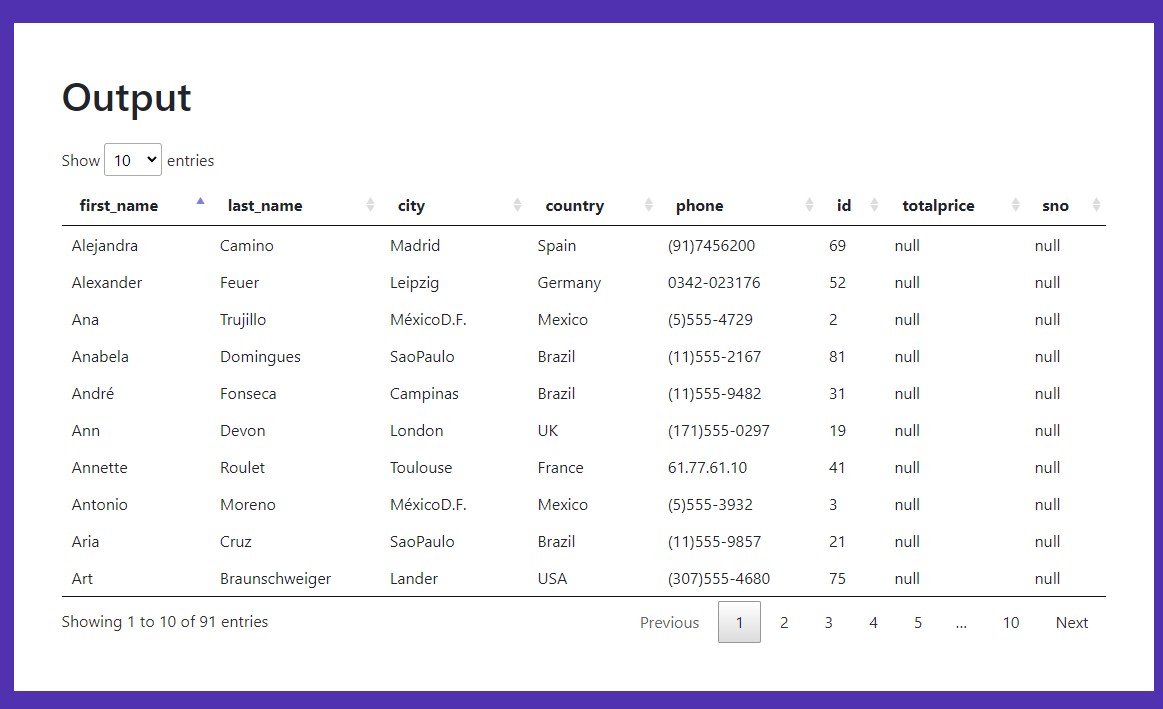 Output
Show 10 entries
first_name last_name city country phone id totalprice sno
Alejandra Camino Madrid Spain (91)7456200 69 null null
Alexander Feuer Leipzig Germany 0342-023176 52 null null
Ana Trujillo MéxicoD.F. Mexico (5)555-4729 2 null null
Anabela Domingues SaoPaulo Brazil (11)555-2167 81 null null
André Fonseca Campinas Brazil (11)555-9482 31 null null
Ann Devon London UK (171)555-0297 19 null null
Annette Roulet Toulouse France 61.77.61.10 41 null null
Antonio Moreno MéxicoD.F. Mexico (5)555-3932 3 null null
Aria Cruz SaoPaulo Brazil (11)555-9857 21 null null
Art Braunschweiger Lander USA (307)555-4680 75 null null
Showing 1 to 10 of 91 entries Previous 1 2 3 4 5 ... 10 Next